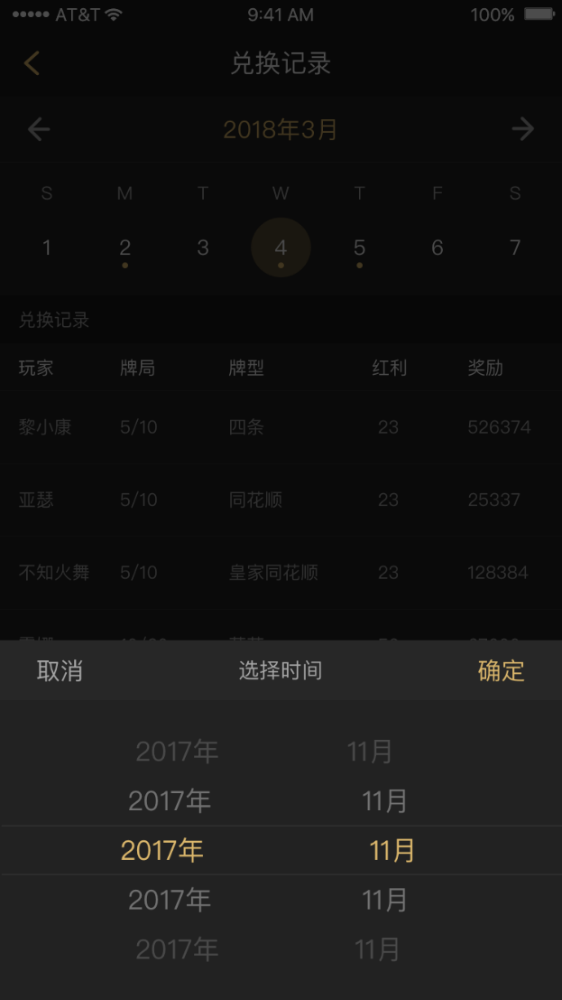 AT&T 9:41 AM 100%
兑换记录
2018年3月
S M T W T F S
1 2 3 4 5 6 7
兑换记录
玩家 牌局 牌型 红利 奖励
黎小康 5/10 四条 23 526374
亚瑟 5/10 同花顺 23 25337
不知火舞 5/10 皇家同花顺 23 128384
取消 选择时间 确定
2017年 11月
2017年 11月
2017年 11月
2017年 11月
2017年 11月